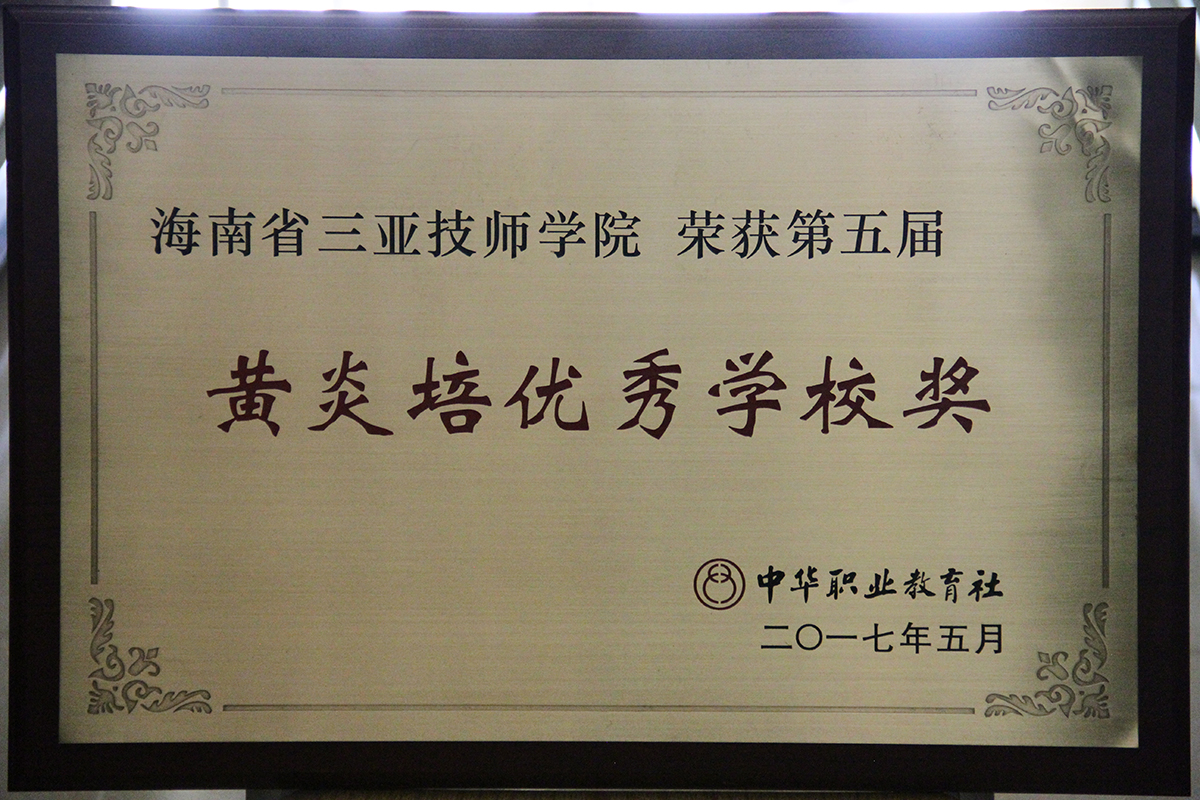 海南省三亚技师学院 荣获第五届
黄炎培优秀学校奖
中华职业教育社
二〇一七年五月